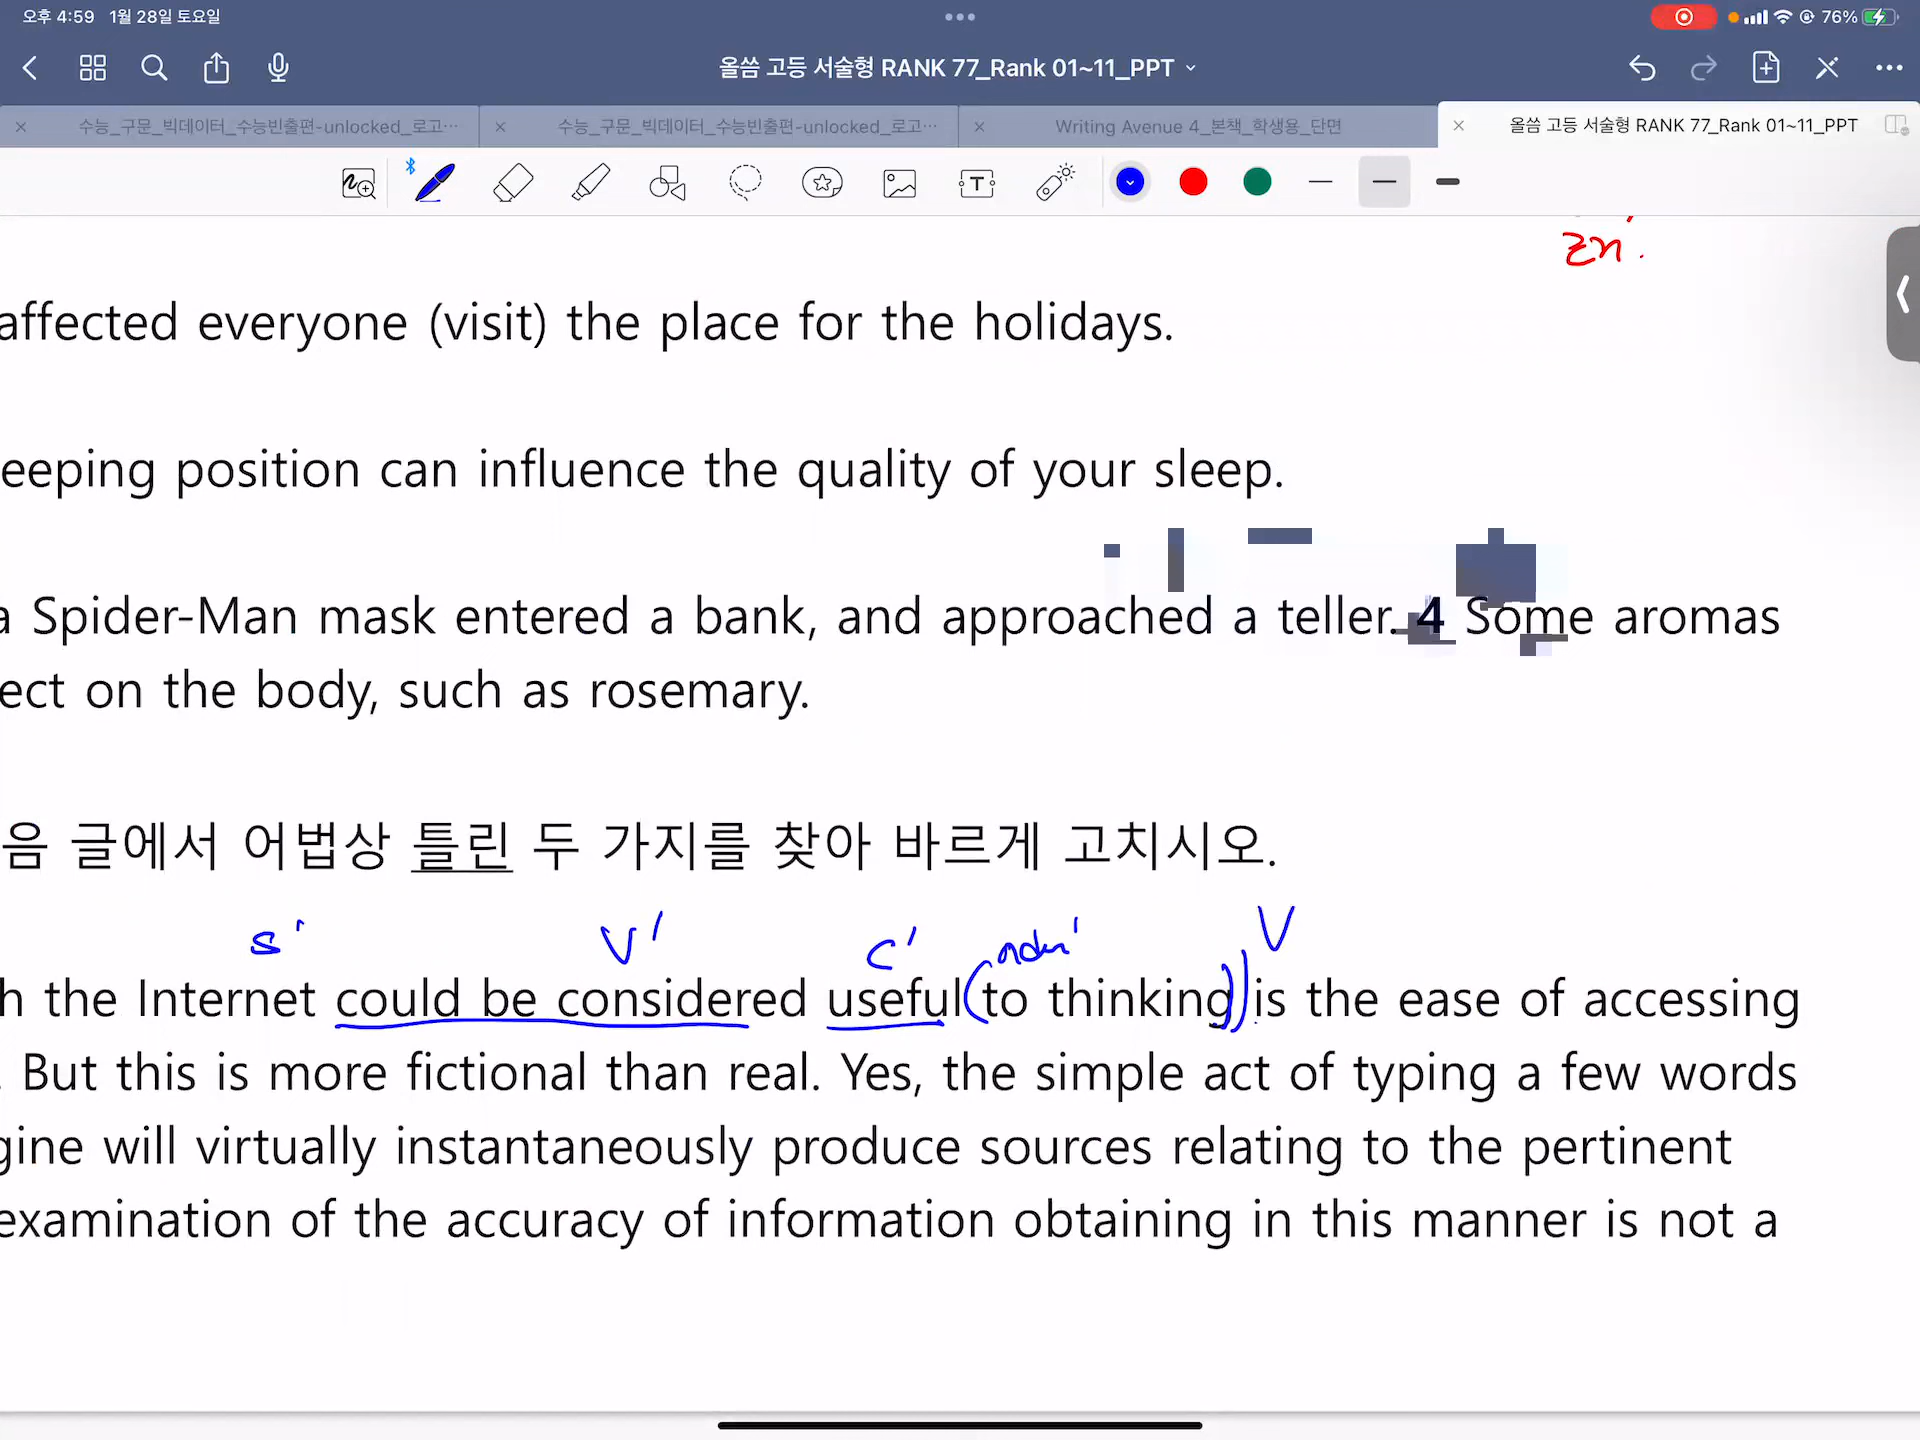 오후 4:59 1월 28일 토요일
76%
올씀 고등 서술형 RANK 77_Rank 01~11_PPT
수능_구문_빅데이터_수능빈출편-unlocked_로고…
수능_구문_빅데이터_수능빈출편-unlocked_로고…
Writing Avenue 4_본책_학생용_단면
올씀 고등 서술형 RANK 77_Rank 01~11_PPT
affected everyone (visit) the place for the holidays.
eeping position can influence the quality of your sleep.
a Spider-Man mask entered a bank, and approached a teller. 4 Some aromas
ect on the body, such as rosemary.
음 글에서 어법상 틀린 두 가지를 찾아 바르게 고치시오.
s' V' C' V
h the Internet could be considered useful (to thinking)) is the ease of accessing
. But this is more fictional than real. Yes, the simple act of typing a few words
gine will virtually instantaneously produce sources relating to the pertinent
examination of the accuracy of information obtaining in this manner is not a